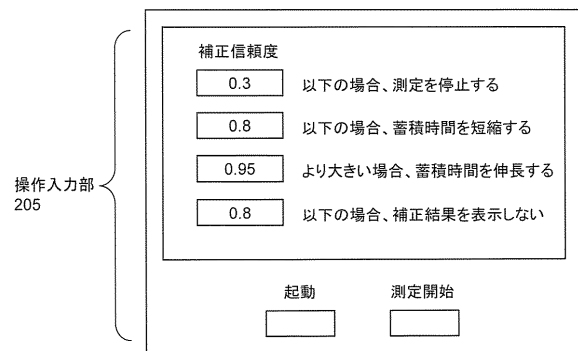 補正信頼度
0.3 以下の場合、測定を停止する
0.8 以下の場合、蓄積時間を短縮する
0.95 より大きい場合、蓄積時間を伸長する
0.8 以下の場合、補正結果を表示しない
操作入力部
205
起動 測定開始